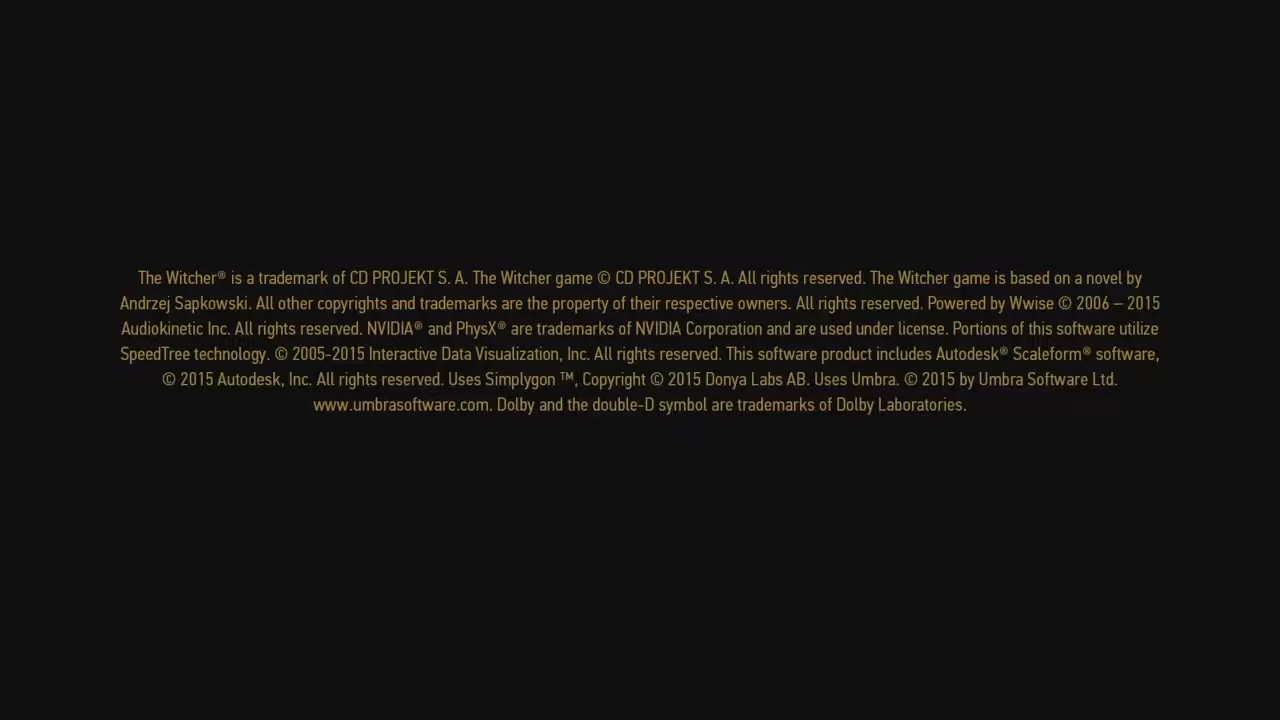 The Witcher® is a trademark of CD PROJEKT S. A. The Witcher game © CD PROJEKT S. A. All rights reserved. The Witcher game is based on a novel by
Andrzej Sapkowski. All other copyrights and trademarks are the property of their respective owners. All rights reserved. Powered by Wwise © 2006 – 2015
Audiokinetic Inc. All rights reserved. NVIDIA® and PhysX® are trademarks of NVIDIA Corporation and are used under license. Portions of this software utilize
SpeedTree technology. © 2005-2015 Interactive Data Visualization, Inc. All rights reserved. This software product includes Autodesk® Scaleform® software,
© 2015 Autodesk, Inc. All rights reserved. Uses Simplygon ™, Copyright © 2015 Donya Labs AB. Uses Umbra. © 2015 by Umbra Software Ltd.
www.umbrasoftware.com. Dolby and the double-D symbol are trademarks of Dolby Laboratories.